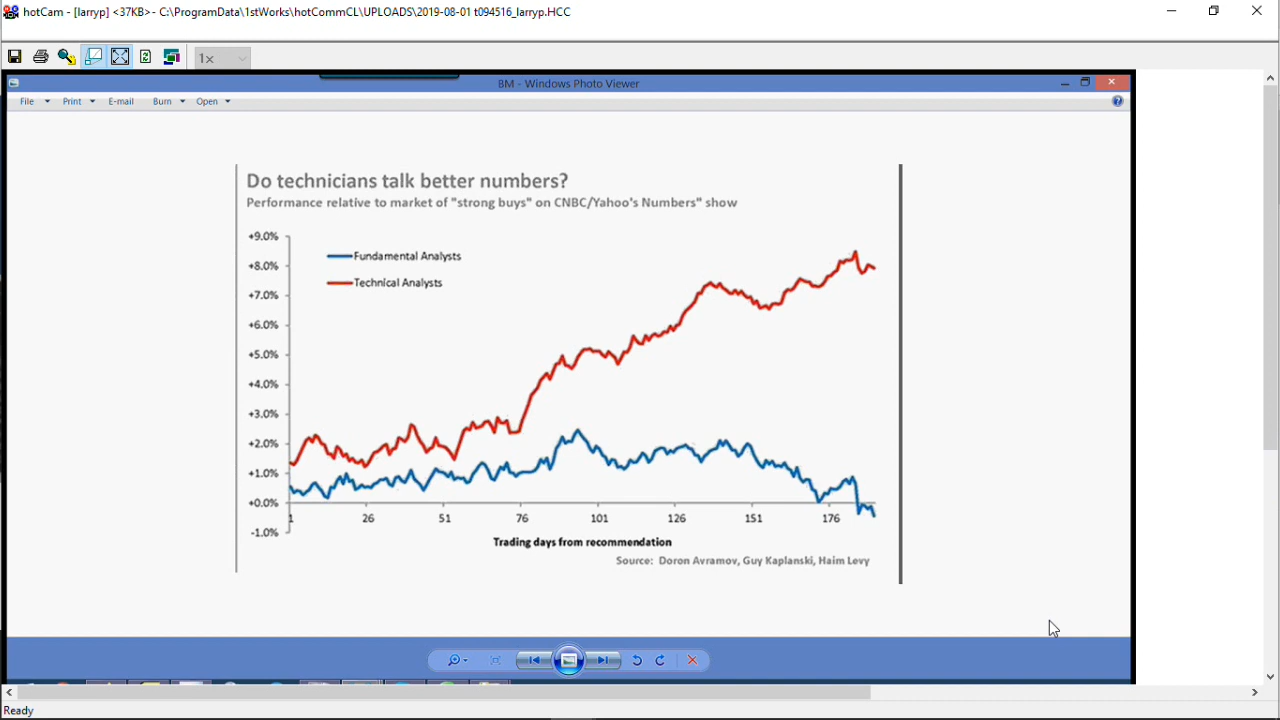 hotCam - [larryp] <37KB>- C:\ProgramData\1stWorks\hotCommCL\UPLOADS\2019-08-01 t094516_larryp.HCC
1x
BM - Windows Photo Viewer
File Print E-mail Burn Open
Do technicians talk better numbers?
Performance relative to market of "strong buys" on CNBC/Yahoo's Numbers" show
+9.0%
Fundamental Analysts
+8.0%
Technical Analysts
+7.0%
+6.0%
+5.0%
+4.0%
+3.0%
+2.0%
+1.0%
+0.0%
1 26 51 76 101 126 151 176
-1.0%
Trading days from recommendation
Source: Doron Avramov, Guy Kaplanski, Haim Levy
Ready